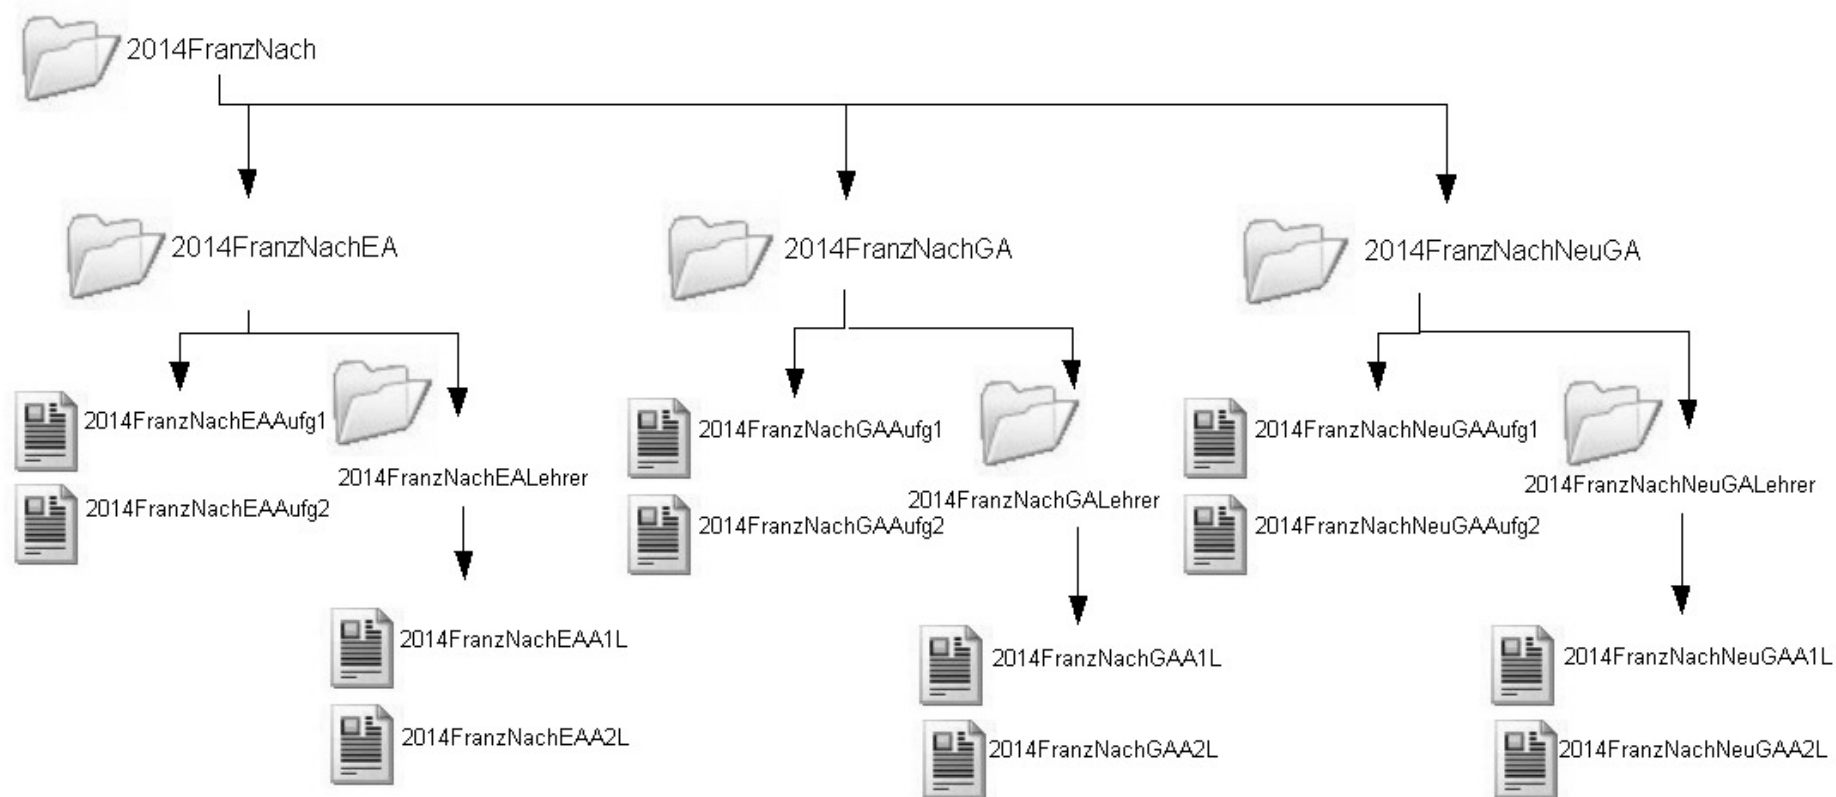 2014FranzNach
2014FranzNachEA
2014FranzNachGA
2014FranzNachNeuGA
2014FranzNachEAAufg1
2014FranzNachEAAufg2
2014FranzNachEALehrer
2014FranzNachGAAufg1
2014FranzNachGAAufg2
2014FranzNachGALehrer
2014FranzNachNeuGAAufg1
2014FranzNachNeuGAAufg2
2014FranzNachNeuGALehrer
2014FranzNachEAA1L
2014FranzNachEAA2L
2014FranzNachGAA1L
2014FranzNachGAA2L
2014FranzNachNeuGAA1L
2014FranzNachNeuGAA2L